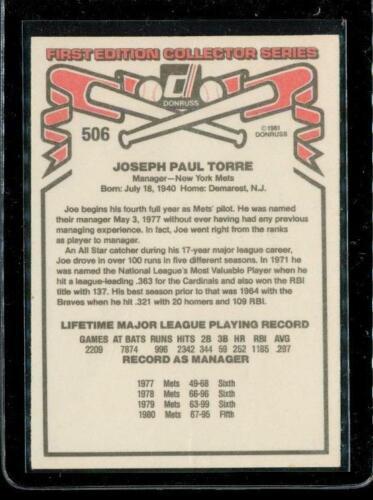 FIRST EDITION COLLECTOR SERIES
DONRUSS
506
©1981
DONRUSS
JOSEPH PAUL TORRE
Manager—New York Mets
Born: July 18, 1940 Home: Demarest, N.J.
Joe begins his fourth full year as Mets' pilot. He was named
their manager May 3, 1977 without ever having had any previous
managing experience. In fact, Joe went right from the ranks
as player to manager.
An All Star catcher during his 17-year major league career,
Joe drove in over 100 runs in five different seasons. In 1971 he
was named the National League's Most Valuable Player when he
hit a league-leading .363 for the Cardinals and also won the RBI
title with 137. His best season prior to that was 1964 with the
Braves when he hit .321 with 20 homers and 109 RBI.
LIFETIME MAJOR LEAGUE PLAYING RECORD
GAMES AT BATS RUNS HITS 2B 3B HR RBI AVG
2209 7874 996 2342 344 59 252 1185 .297
RECORD AS MANAGER
1977 Mets 49-68 Sixth
1978 Mets 66-96 Sixth
1979 Mets 63-99 Sixth
1980 Mets 67-95 Fifth